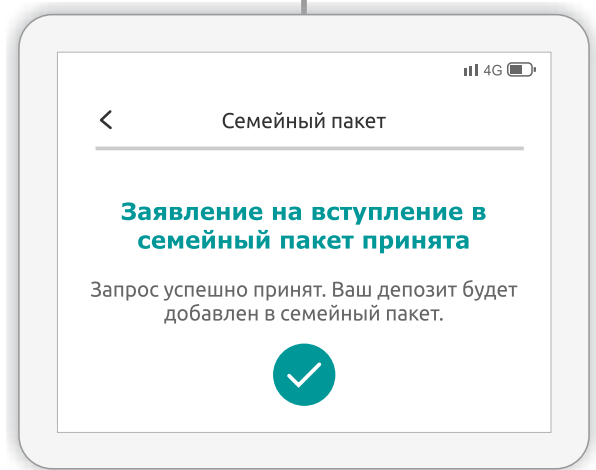 4G
Семейный пакет
Заявление на вступление в
семейный пакет принята
Запрос успешно принят. Ваш депозит будет
добавлен в семейный пакет.